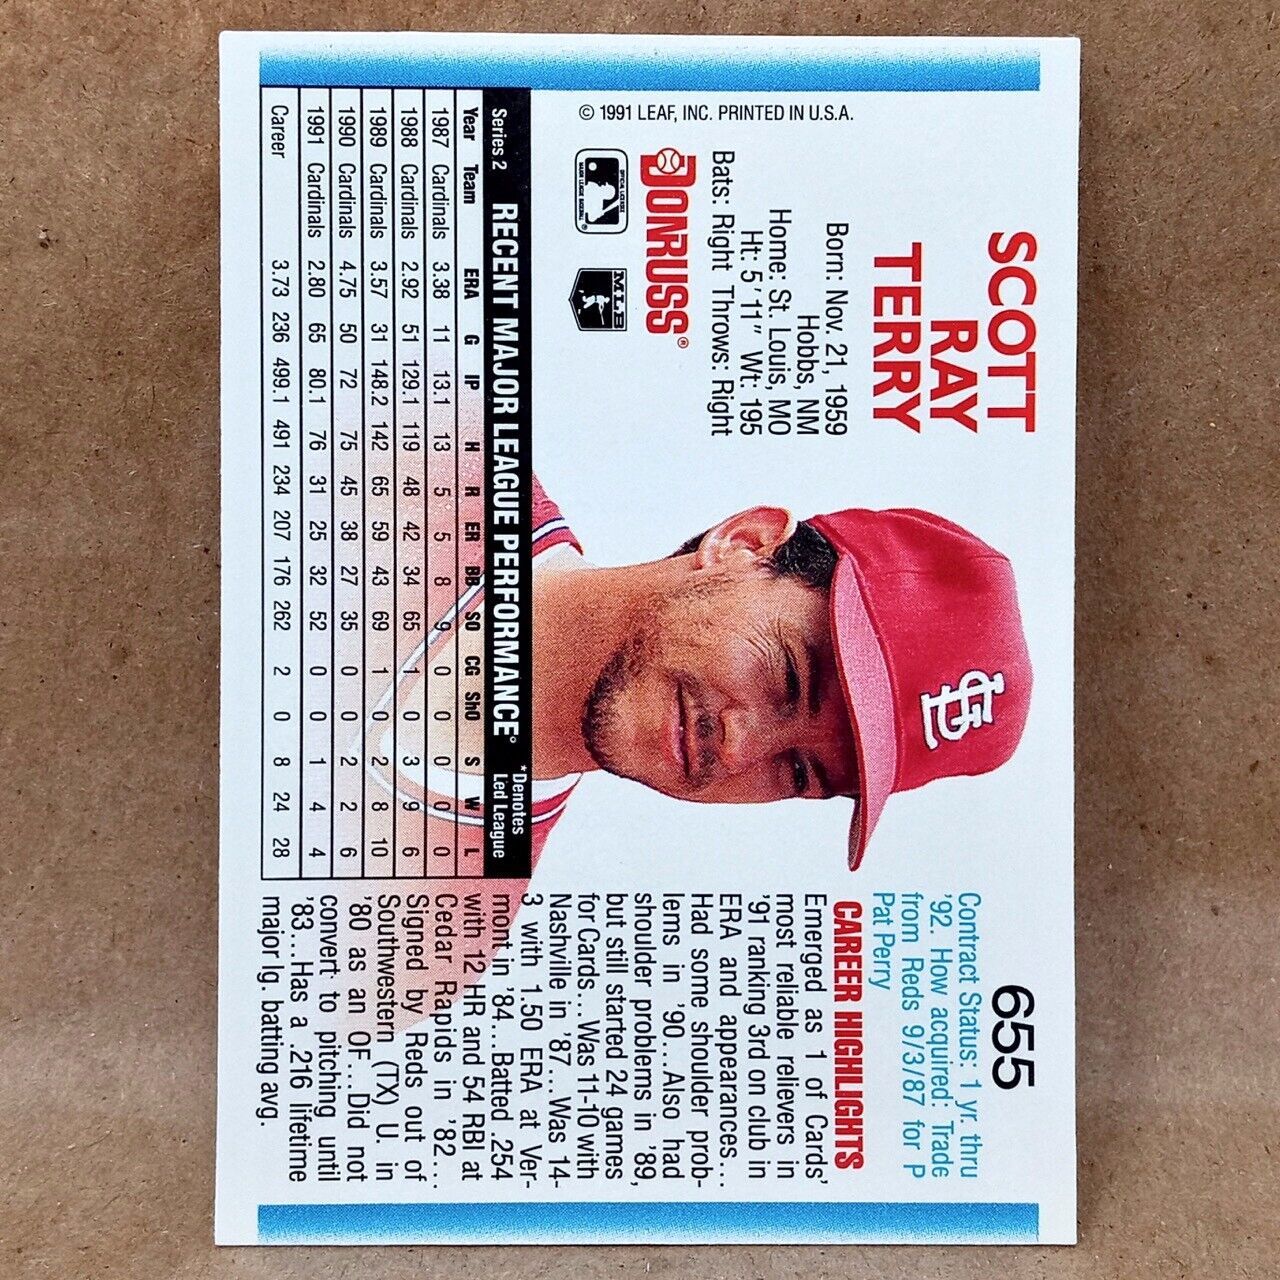 SCOTT
RAY
TERRY
Born: Nov. 21, 1959
Hobbs, NM
Home: St. Louis, MO
Ht: 5'11" Wt: 195
Bats: Right Throws: Right
DONRUSS®
OFFICIAL LICENSEE
MAJOR LEAGUE BASEBALL
®
MLB
© 1991 LEAF, INC. PRINTED IN U.S.A.
StL
655
Contract Status: 1 yr. thru
'92. How acquired: Trade
from Reds 9/3/87 for P
Pat Perry
CAREER HIGHLIGHTS
Emerged as 1 of Cards'
most reliable relievers in
'91 ranking 3rd on club in
ERA and appearances...
Had some shoulder prob-
lems in '90...Also had
shoulder problems in '89,
but still started 24 games
for Cards...Was 11-10 with
Nashville in '87...Was 14-
3 with 1.50 ERA at Ver-
mont in '84...Batted .254
with 12 HR and 54 RBI at
Cedar Rapids in '82...
Signed by Reds out of
Southwestern (TX) U. in
'80 as an OF...Did not
convert to pitching until
'83...Has a .216 lifetime
major lg. batting avg.
Series 2 RECENT MAJOR LEAGUE PERFORMANCE *Denotes
Led League
Year Team ERA G IP H R ER BB SO CG ShO S W L
1987 Cardinals 3.38 11 13.1 13 5 5 8 9 0 0 0 0 0
1988 Cardinals 2.92 51 129.1 119 48 42 34 65 1 0 3 9 6
1989 Cardinals 3.57 31 148.2 142 65 59 43 69 1 0 2 8 10
1990 Cardinals 4.75 50 72 75 45 38 27 35 0 0 2 2 6
1991 Cardinals 2.80 65 80.1 76 31 25 32 52 0 0 1 4 4
Career 3.73 236 499.1 491 234 207 176 262 2 0 8 24 28